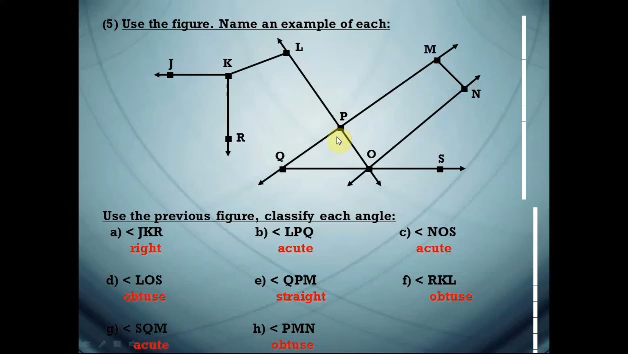 (5) Use the figure. Name an example of each:
L
M
J
K
N
P
R
Q
O
S
Use the previous figure, classify each angle:
a) < JKR b) < LPQ c) < NOS
right acute acute
d) < LOS e) < QPM f) < RKL
obtuse straight obtuse
g) < SQM h) < PMN
acute obtuse